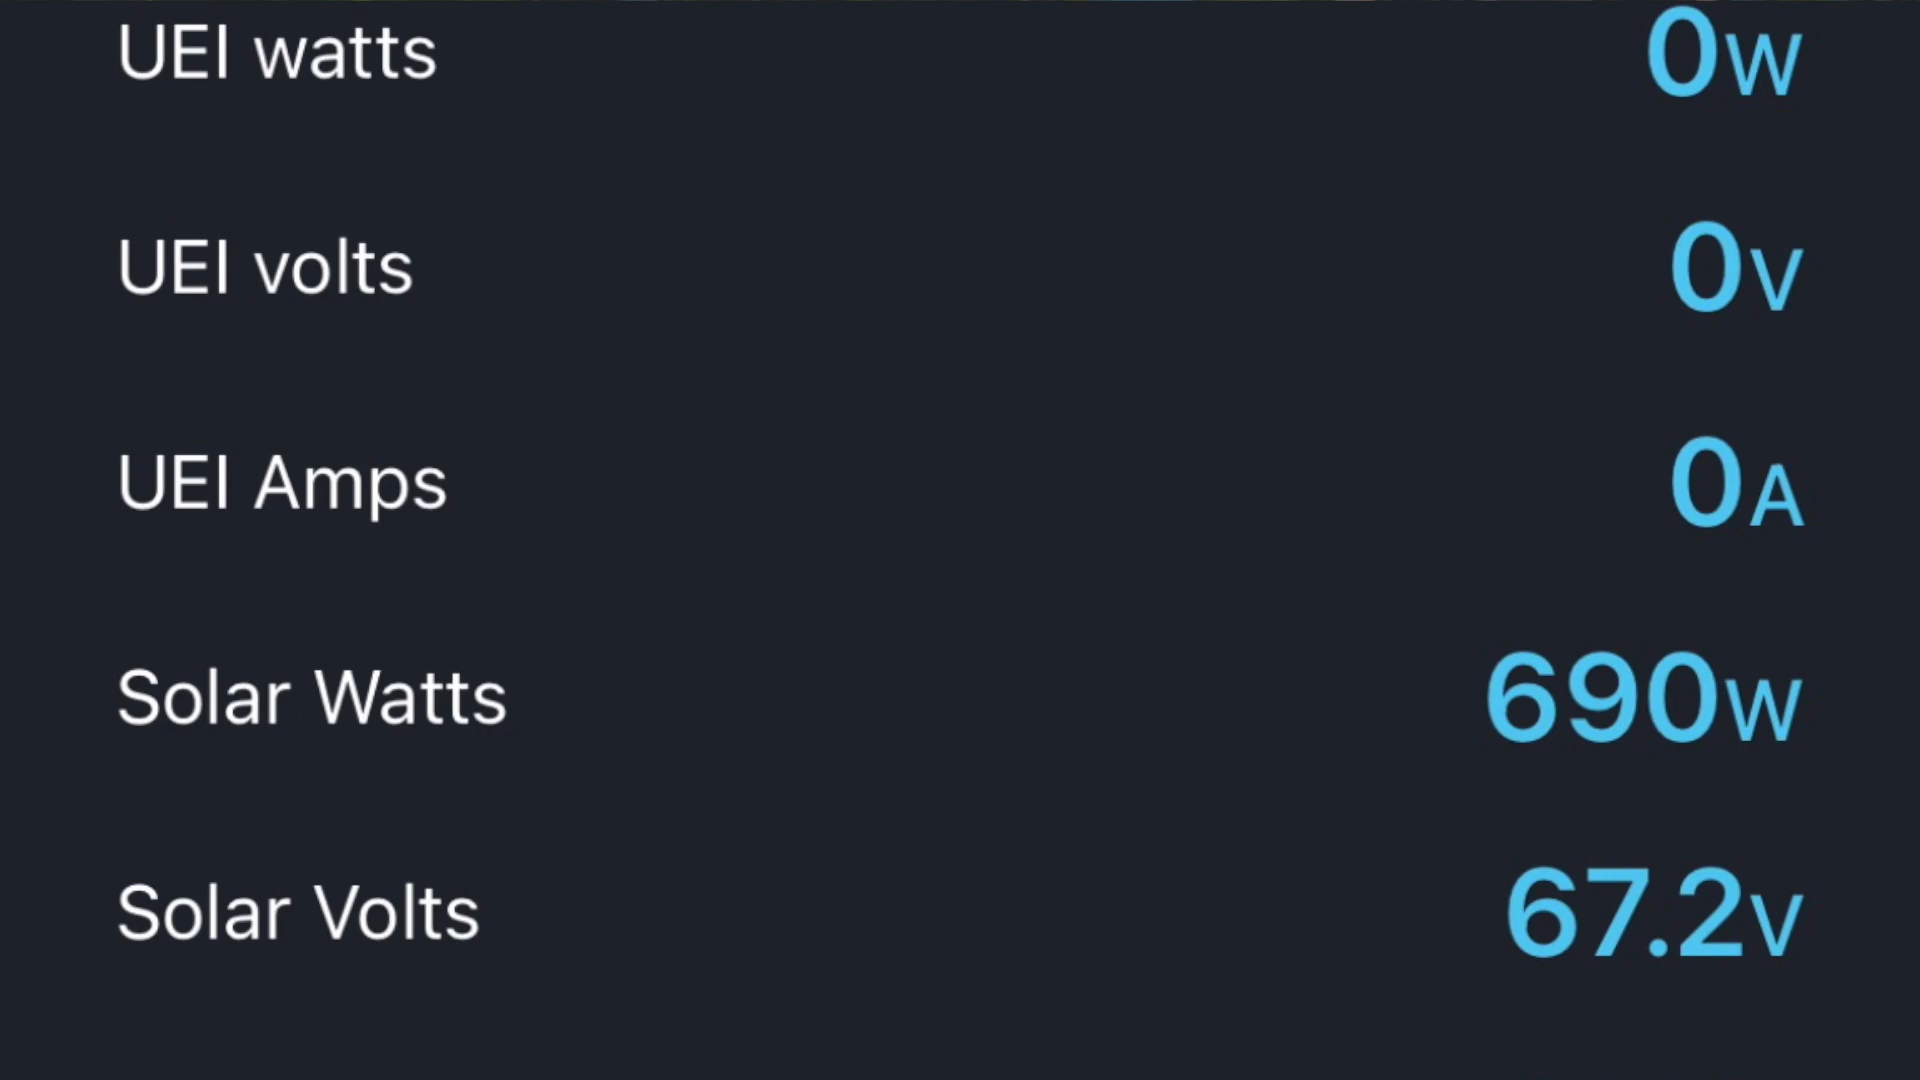 UEI watts 0W
UEI volts 0V
UEI Amps 0A
Solar Watts 690W
Solar Volts 67.2V